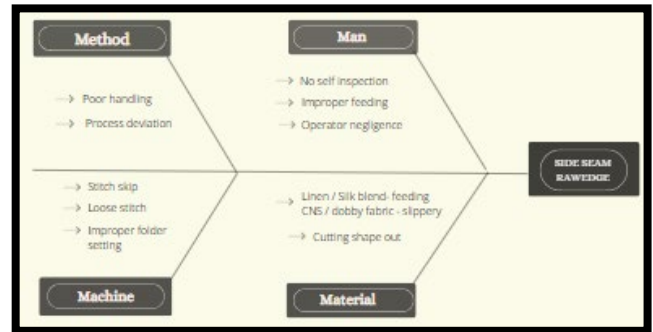 Method
Poor handling
Process deviation
Man
No self inspection
Improper feeding
Operator negligence
SIDE SEAM
RAWEDGE
Stitch skip
Loose stitch
Improper folder
setting
Machine
Linen / Silk blend- feeding
CNS / dobby fabric - slippery
Cutting shape out
Material